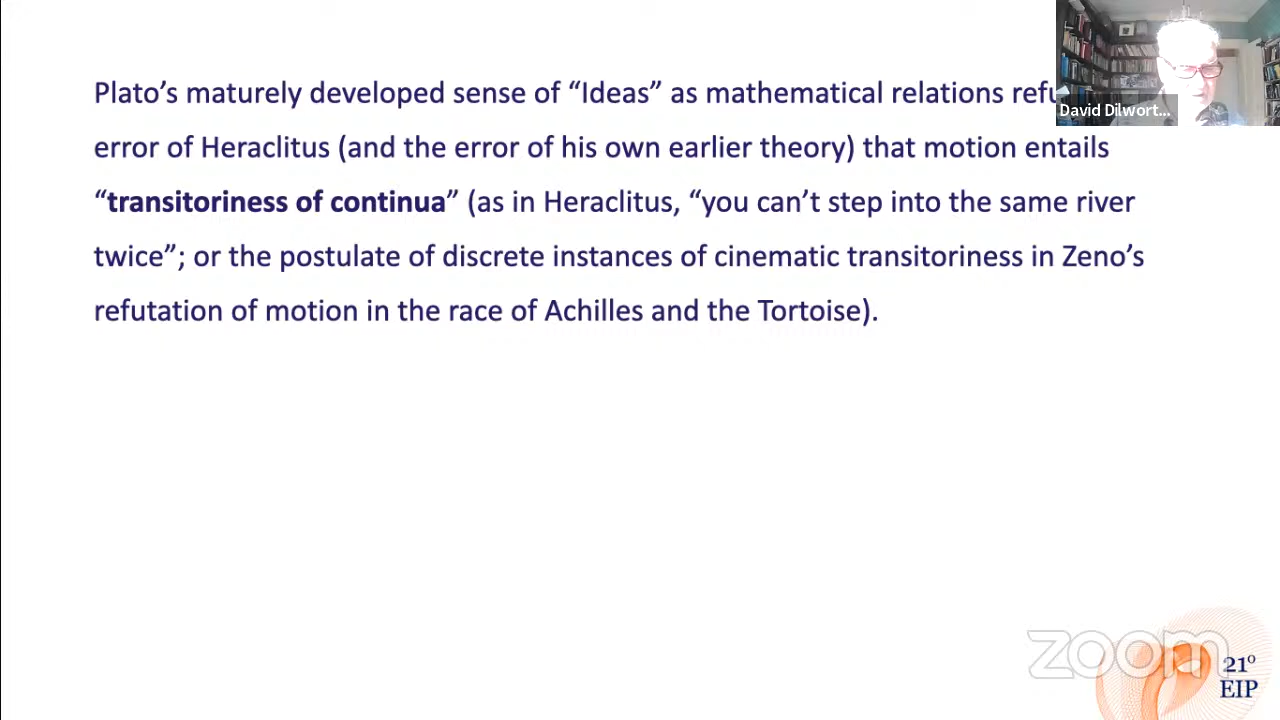 Plato’s maturely developed sense of “Ideas” as mathematical relations
error of Heraclitus (and the error of his own earlier theory) that motion entails
“transitoriness of continua” (as in Heraclitus, “you can’t step into the same river
twice”; or the postulate of discrete instances of cinematic transitoriness in Zeno’s
refutation of motion in the race of Achilles and the Tortoise).
David Dilwort...
zoom
21º
EIP